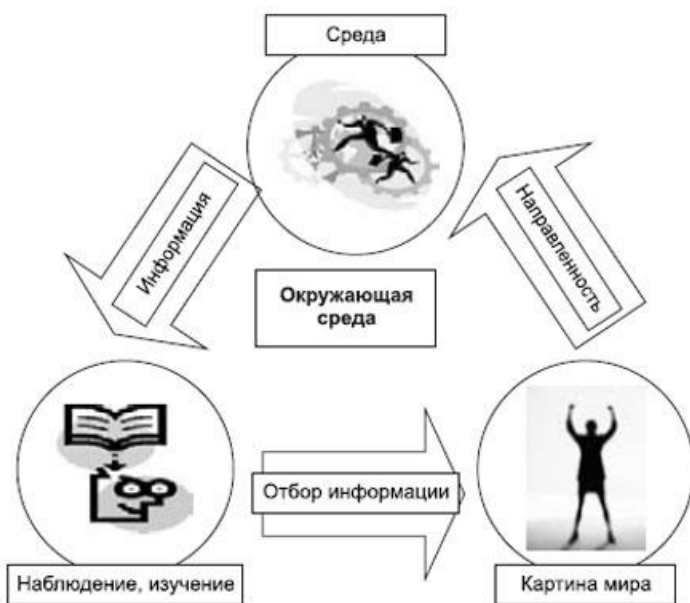 Среда
Информация
Направленность
Окружающая
среда
Отбор информации
Наблюдение, изучение
Картина мира